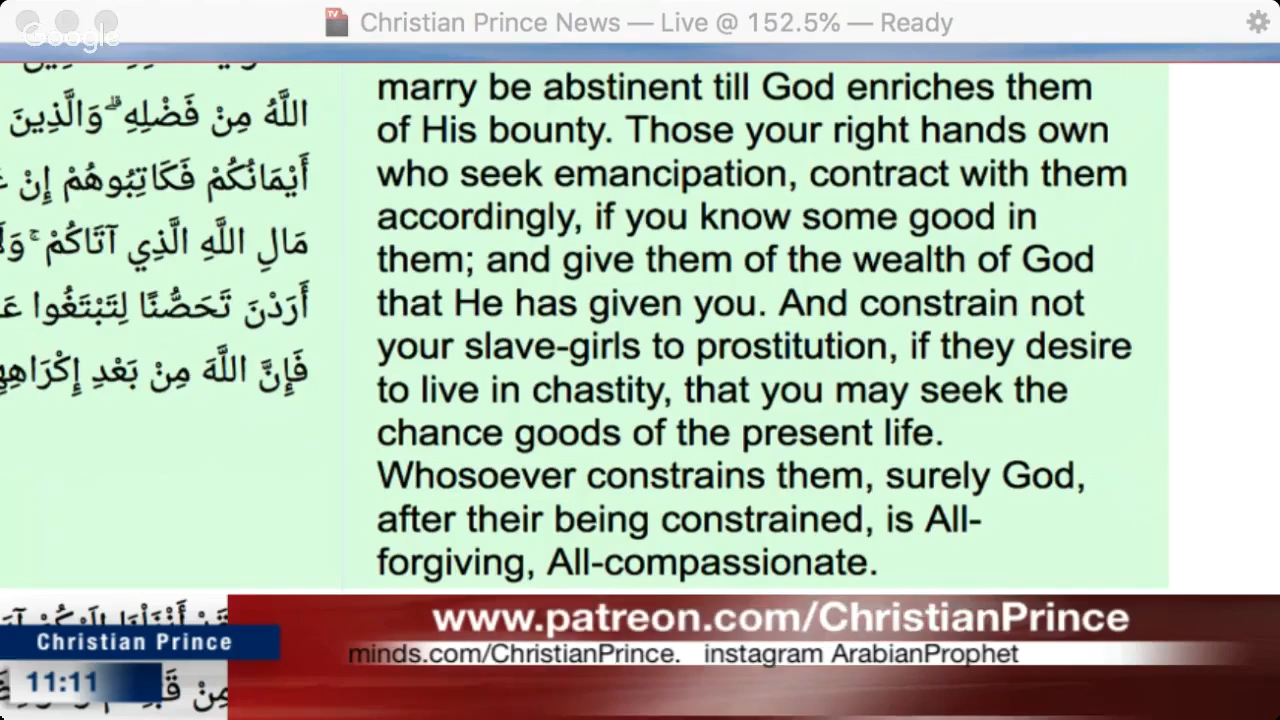 Christian Prince News — Live @ 152.5% — Ready
Google
TV
marry be abstinent till God enriches them
of His bounty. Those your right hands own
who seek emancipation, contract with them
accordingly, if you know some good in
them; and give them of the wealth of God
that He has given you. And constrain not
your slave-girls to prostitution, if they desire
to live in chastity, that you may seek the
chance goods of the present life.
Whosoever constrains them, surely God,
after their being constrained, is All-
forgiving, All-compassionate.
اللَّهُ مِنْ فَضْلِهِ ۗ وَالَّذِينَ
أَيْمَانُكُمْ فَكَاتِبُوهُمْ إِنْ
مَالِ اللَّهِ الَّذِي آتَاكُمْ ۚ
أَرَدْنَ تَحَصُّنًا لِتَبْتَغُوا
فَإِنَّ اللَّهَ مِنْ بَعْدِ
www.patreon.com/ChristianPrince
minds.com/ChristianPrince. instagram ArabianProphet
Christian Prince
11:11